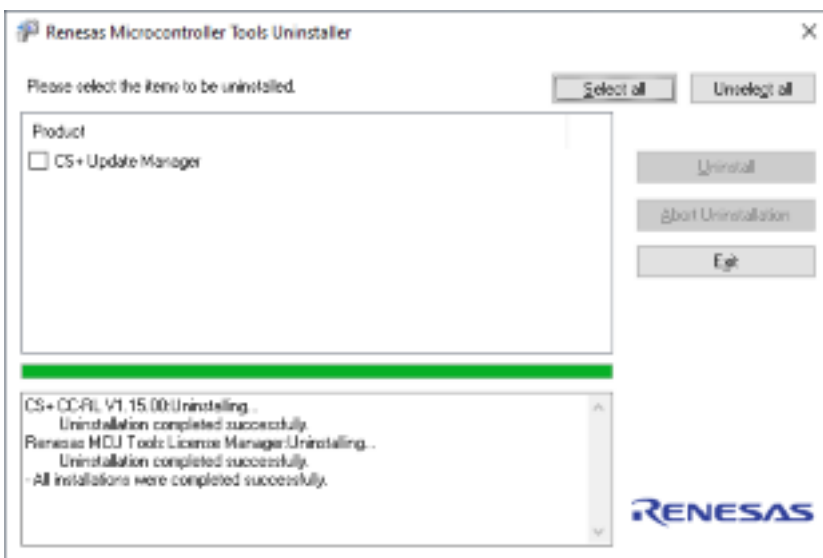 Renesas Microcontroller Tools Uninstaller
Please select the items to be uninstalled.
Select all
Unselect all
Product
CS+ Update Manager
Uninstall
Abort Uninstallation
Exit
CS+ CC-RL V1.15.00:Uninstalling...
Uninstallation completed successfully.
Renesas MCU Tools License Manager:Uninstalling...
Uninstallation completed successfully.
- All installations were completed successfully.
RENESAS